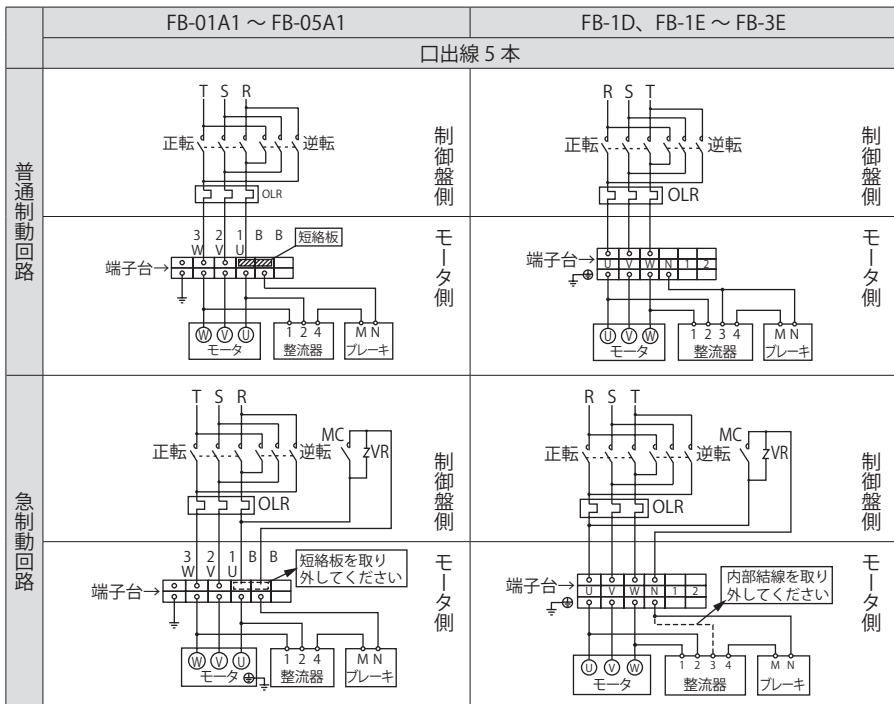 FB-01A1 ～ FB-05A1
FB-1D、FB-1E ～ FB-3E
口出線 5 本
普通制動回路
T S R
正転
逆転
OLR
制御盤側
3 2 1 B B
W V U
短絡板
端子台→
モータ側
W V U
モータ
1 2 4
整流器
M N
ブレーキ
R S T
正転
逆転
OLR
制御盤側
端子台→
U V W N 1 2
モータ側
U V W
モータ
1 2 3 4
整流器
M N
ブレーキ
急制動回路
T S R
MC
正転
逆転
VR
OLR
制御盤側
3 2 1 B B
W V U
短絡板を取り
外してください
端子台→
モータ側
W V U
モータ
1 2 4
整流器
M N
ブレーキ
R S T
MC
正転
逆転
VR
OLR
制御盤側
端子台→
U V W N 1 2
内部結線を取り
外してください
モータ側
U V W
モータ
1 2 3 4
整流器
M N
ブレーキ